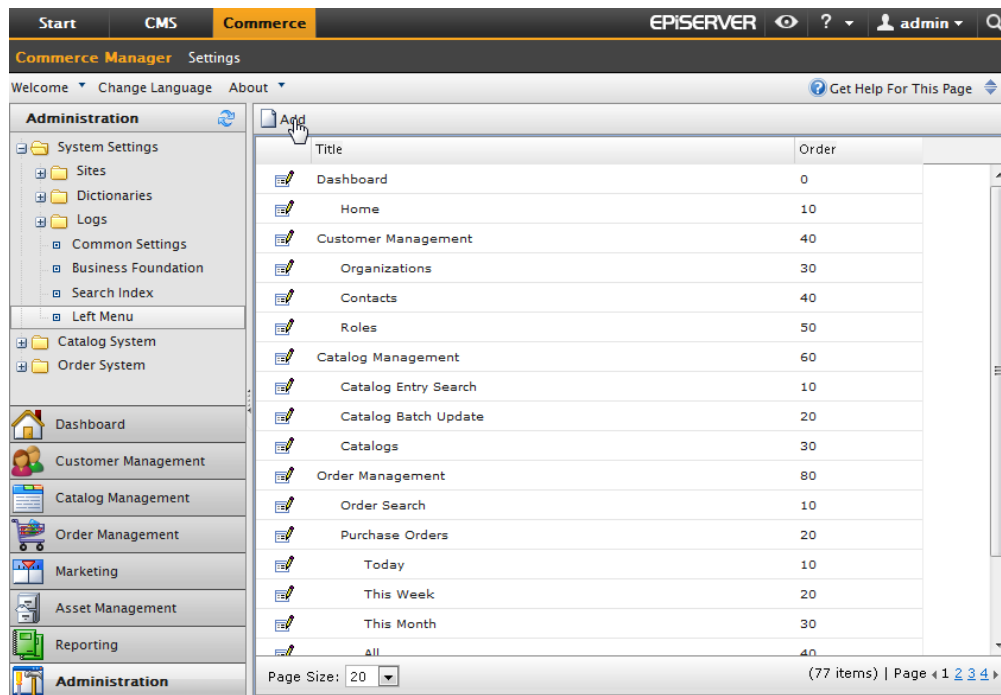 Start CMS Commerce EPiSERVER ? admin
Commerce Manager Settings
Welcome Change Language About Get Help For This Page
Administration
System Settings
Sites
Dictionaries
Logs
Common Settings
Business Foundation
Search Index
Left Menu
Catalog System
Order System
Dashboard
Customer Management
Catalog Management
Order Management
Marketing
Asset Management
Reporting
Administration
Add
Title Order
Dashboard 0
Home 10
Customer Management 40
Organizations 30
Contacts 40
Roles 50
Catalog Management 60
Catalog Entry Search 10
Catalog Batch Update 20
Catalogs 30
Order Management 80
Order Search 10
Purchase Orders 20
Today 10
This Week 20
This Month 30
All 40
Page Size: 20 (77 items) | Page 1 2 3 4